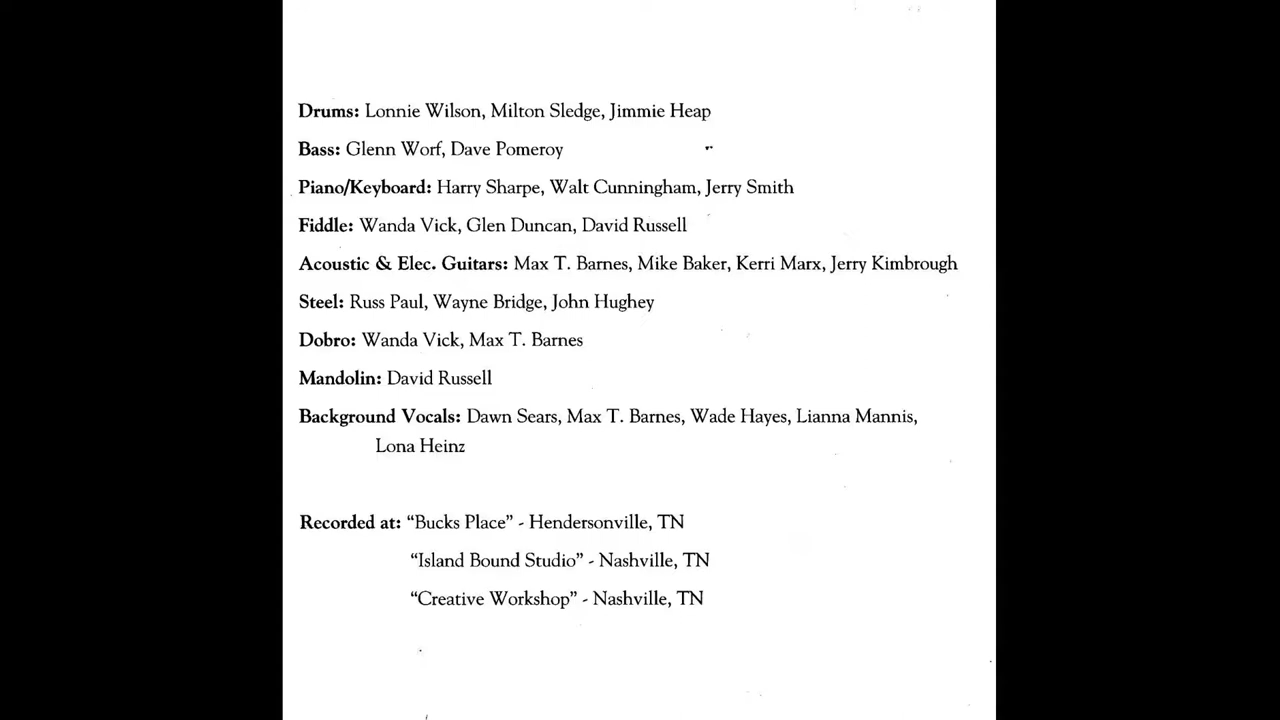 Drums: Lonnie Wilson, Milton Sledge, Jimmie Heap
Bass: Glenn Worf, Dave Pomeroy
Piano/Keyboard: Harry Sharpe, Walt Cunningham, Jerry Smith
Fiddle: Wanda Vick, Glen Duncan, David Russell
Acoustic & Elec. Guitars: Max T. Barnes, Mike Baker, Kerri Marx, Jerry Kimbrough
Steel: Russ Paul, Wayne Bridge, John Hughey
Dobro: Wanda Vick, Max T. Barnes
Mandolin: David Russell
Background Vocals: Dawn Sears, Max T. Barnes, Wade Hayes, Lianna Mannis,
Lona Heinz
Recorded at: “Bucks Place” - Hendersonville, TN
“Island Bound Studio” - Nashville, TN
“Creative Workshop” - Nashville, TN